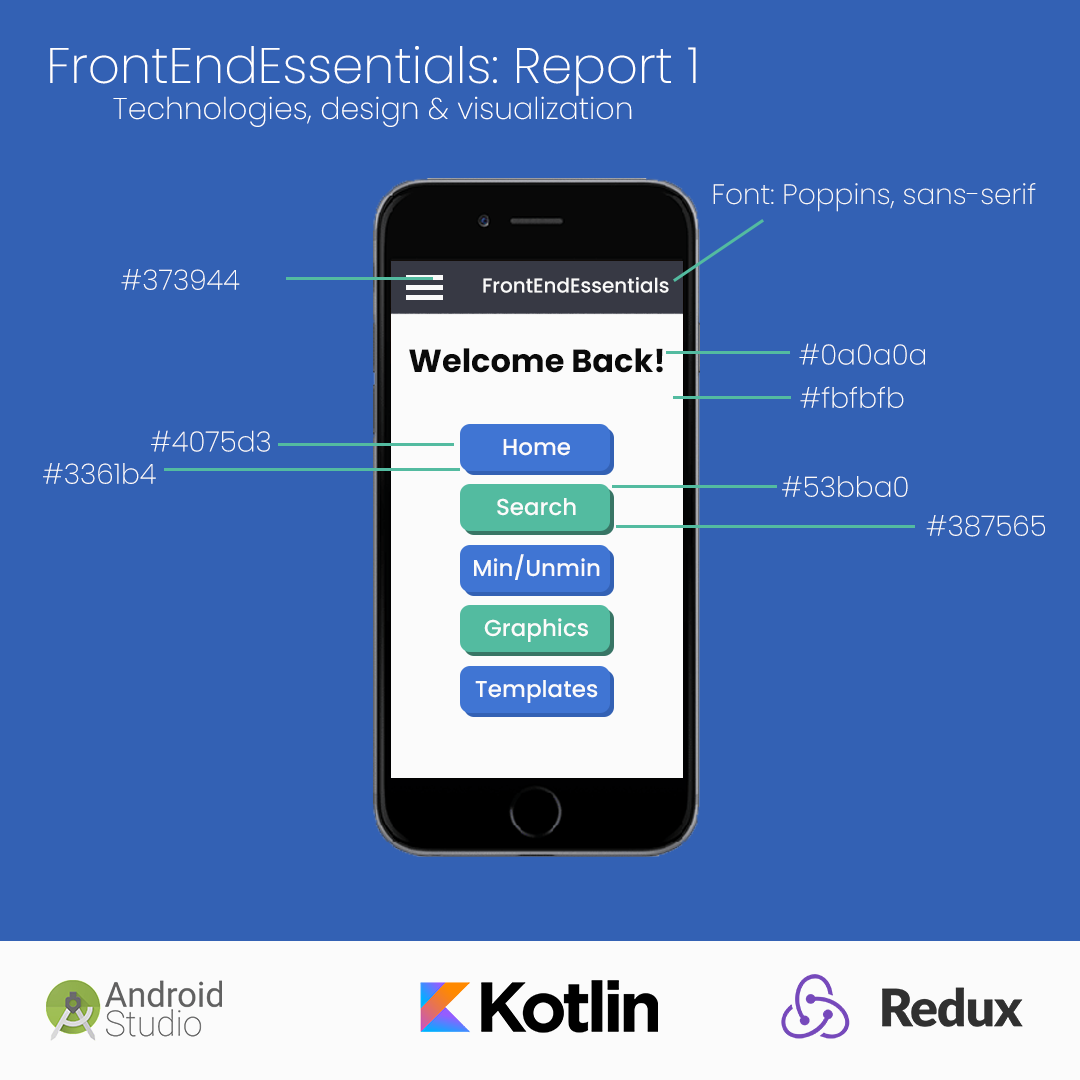 FrontEndEssentials: Report 1
Technologies, design & visualization
Font: Poppins, sans-serif
#373944
FrontEndEssentials
Welcome Back!
#0a0a0a
#fbfbfb
#4075d3
Home
#3361b4
#53bba0
Search
#387565
Min/Unmin
Graphics
Templates
Android
Studio
Kotlin
Redux